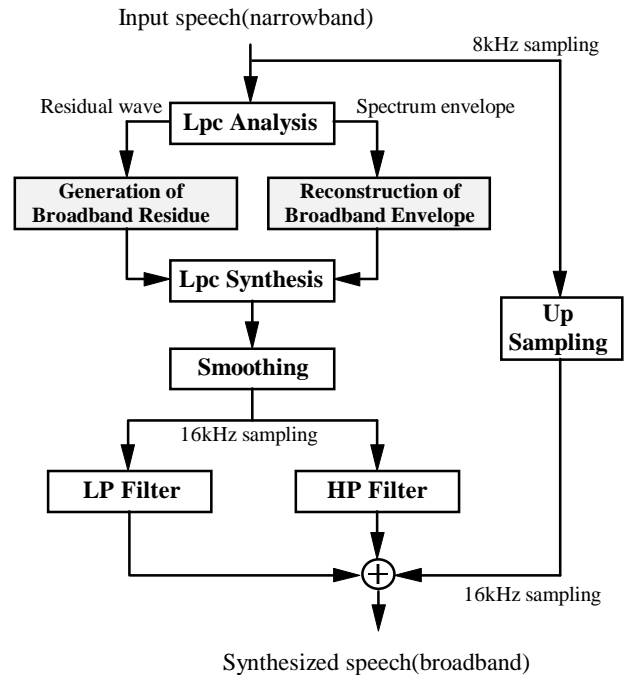 Input speech(narrowband)
8kHz sampling
Residual wave
Spectrum envelope
Lpc Analysis
Generation of
Broadband Residue
Reconstruction of
Broadband Envelope
Lpc Synthesis
Up
Sampling
Smoothing
16kHz sampling
LP Filter
HP Filter
+
16kHz sampling
Synthesized speech(broadband)